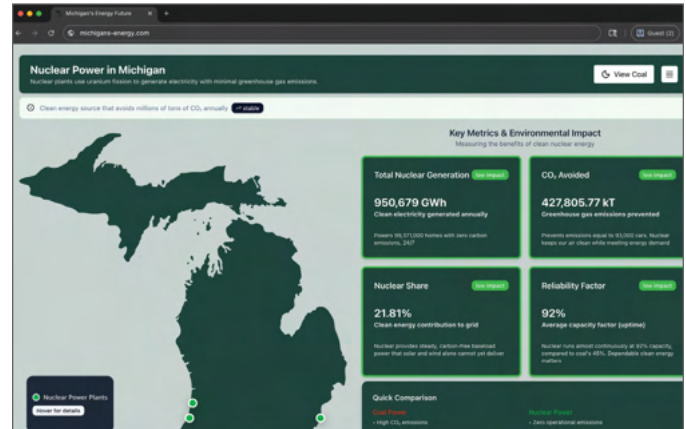 Michigan's Energy Future
michigans-energy.com
Guest (2)
Nuclear Power in Michigan
Nuclear plants use uranium fission to generate electricity with minimal greenhouse gas emissions.
View Coal
Clean energy source that avoids millions of tons of CO₂ annually
stable
Key Metrics & Environmental Impact
Measuring the benefits of clean nuclear energy
Total Nuclear Generation
low impact
950,679 GWh
Clean electricity generated annually
homes with zero carbon
emissions, 24/7
CO₂ Avoided
low impact
427,805.77 kT
Greenhouse gas emissions prevented
Prevents emissions equal to 93,000 cars. Nuclear
keeps our air clean while meeting energy demand
Nuclear Share
low impact
21.81%
Clean energy contribution to grid
Nuclear provides steady, carbon-free baseload
power that solar and wind alone cannot yet deliver
Reliability Factor
low impact
92%
Average capacity factor (uptime)
Nuclear runs almost continuously at 92% capacity,
compared to coal's 45%. Dependable clean energy
matters
Nuclear Power Plants
Hover for details
Quick Comparison
Coal Power
• High CO₂ emissions
Nuclear Power
• Zero operational emissions